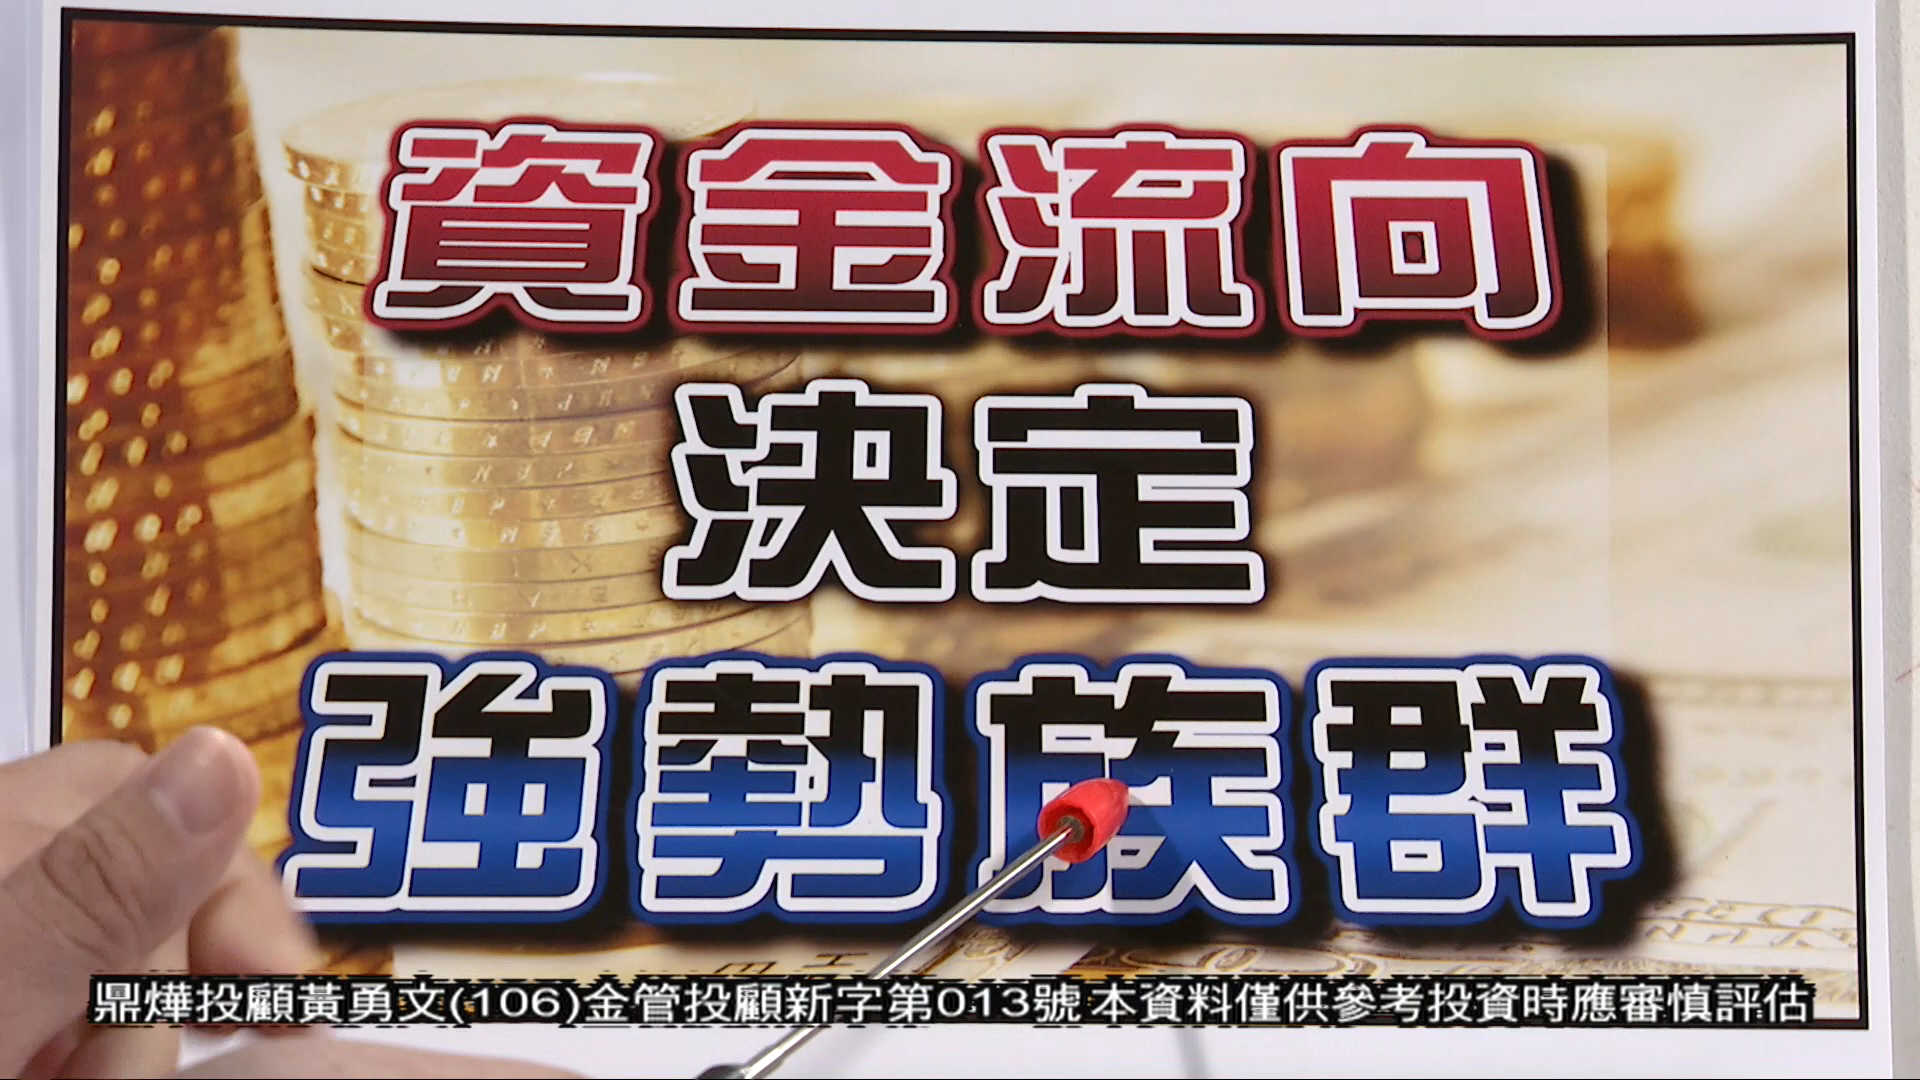 資金流向
決定
強勢族群
鼎燁投顧黃勇文(106)金管投顧新字第013號 本資料僅供參考投資時應審慎評估